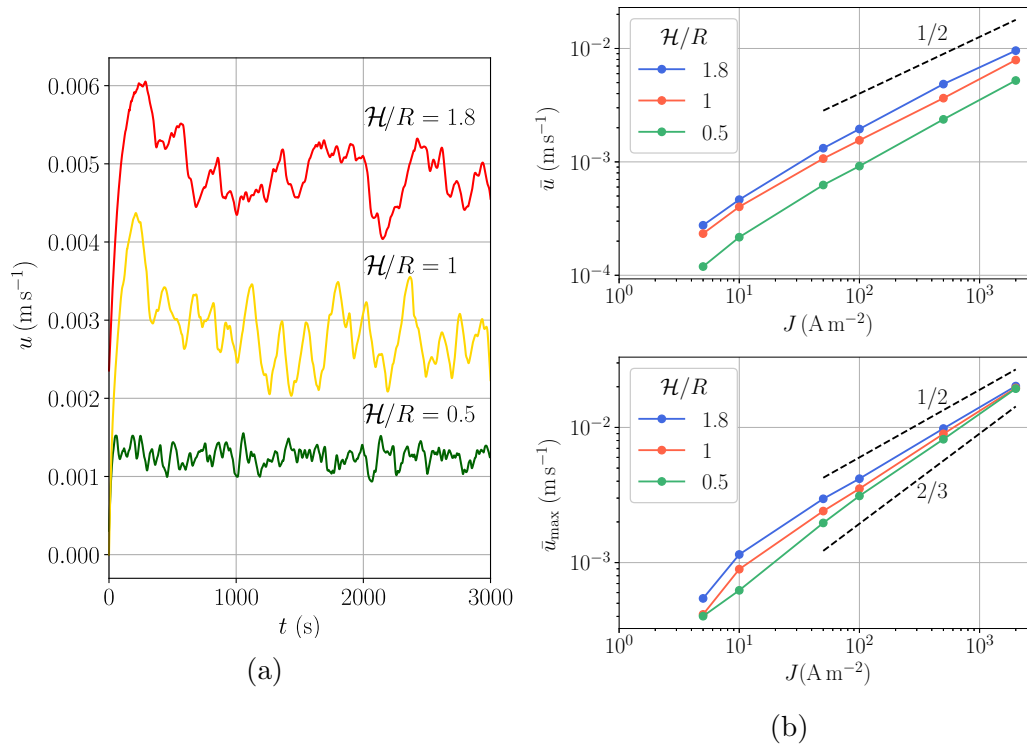 0.006
0.005
0.004
0.003
0.002
0.001
0.000
u (m s⁻¹)
ℋ/R = 1.8
ℋ/R = 1
ℋ/R = 0.5
0 1000 2000 3000
t (s)
(a)
10⁻²
10⁻³
10⁻⁴
ū (m s⁻¹)
ℋ/R
1.8
1
0.5
1/2
10⁰ 10¹ 10² 10³
J (A m⁻²)
10⁻²
10⁻³
ū_max (m s⁻¹)
ℋ/R
1.8
1
0.5
1/2
2/3
10⁰ 10¹ 10² 10³
J (A m⁻²)
(b)